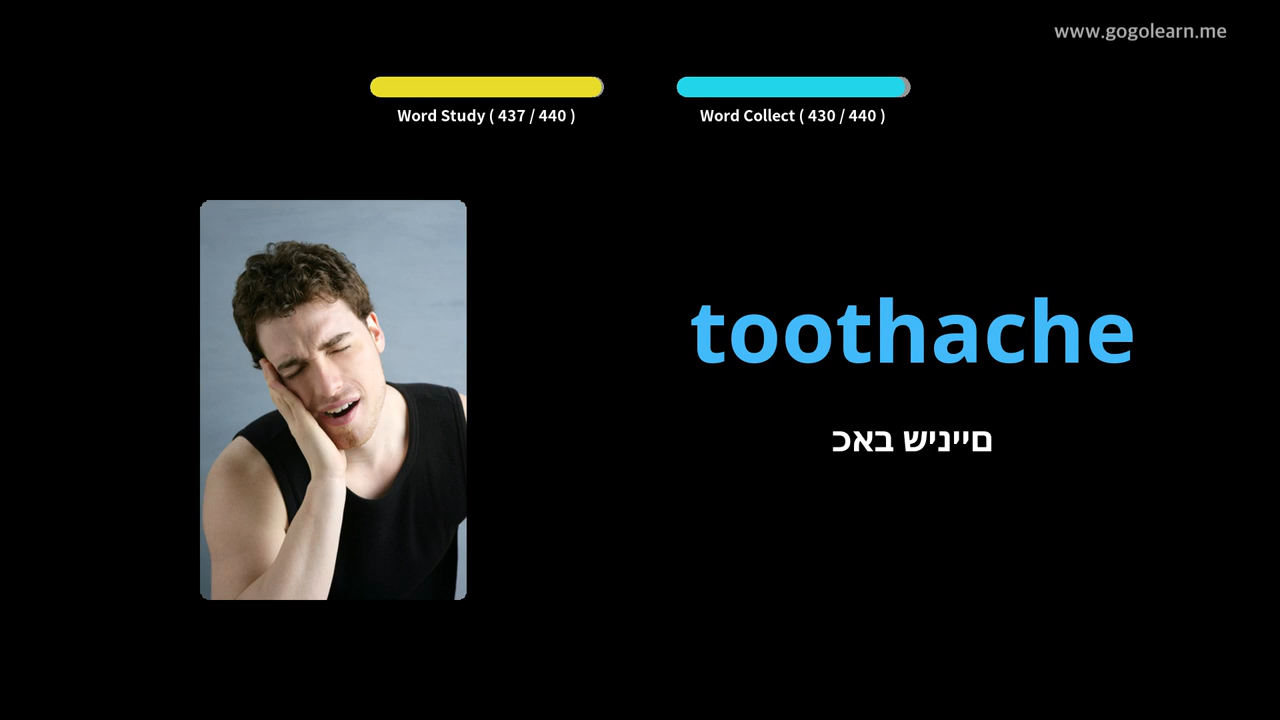 www.gogolearn.me
Word Study ( 437 / 440 )
Word Collect ( 430 / 440 )
toothache
םייניש באכ